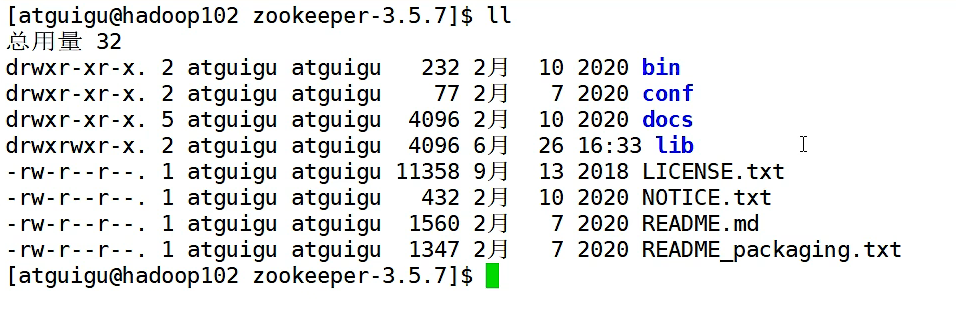 [atguigu@hadoop102 zookeeper-3.5.7]$ ll
总用量 32
drwxr-xr-x. 2 atguigu atguigu   232 2月  10 2020 bin
drwxr-xr-x. 2 atguigu atguigu    77 2月   7 2020 conf
drwxr-xr-x. 5 atguigu atguigu  4096 2月  10 2020 docs
drwxrwxr-x. 2 atguigu atguigu  4096 6月  26 16:33 lib
-rw-r--r--. 1 atguigu atguigu 11358 9月  13 2018 LICENSE.txt
-rw-r--r--. 1 atguigu atguigu   432 2月  10 2020 NOTICE.txt
-rw-r--r--. 1 atguigu atguigu  1560 2月   7 2020 README.md
-rw-r--r--. 1 atguigu atguigu  1347 2月   7 2020 README_packaging.txt
[atguigu@hadoop102 zookeeper-3.5.7]$